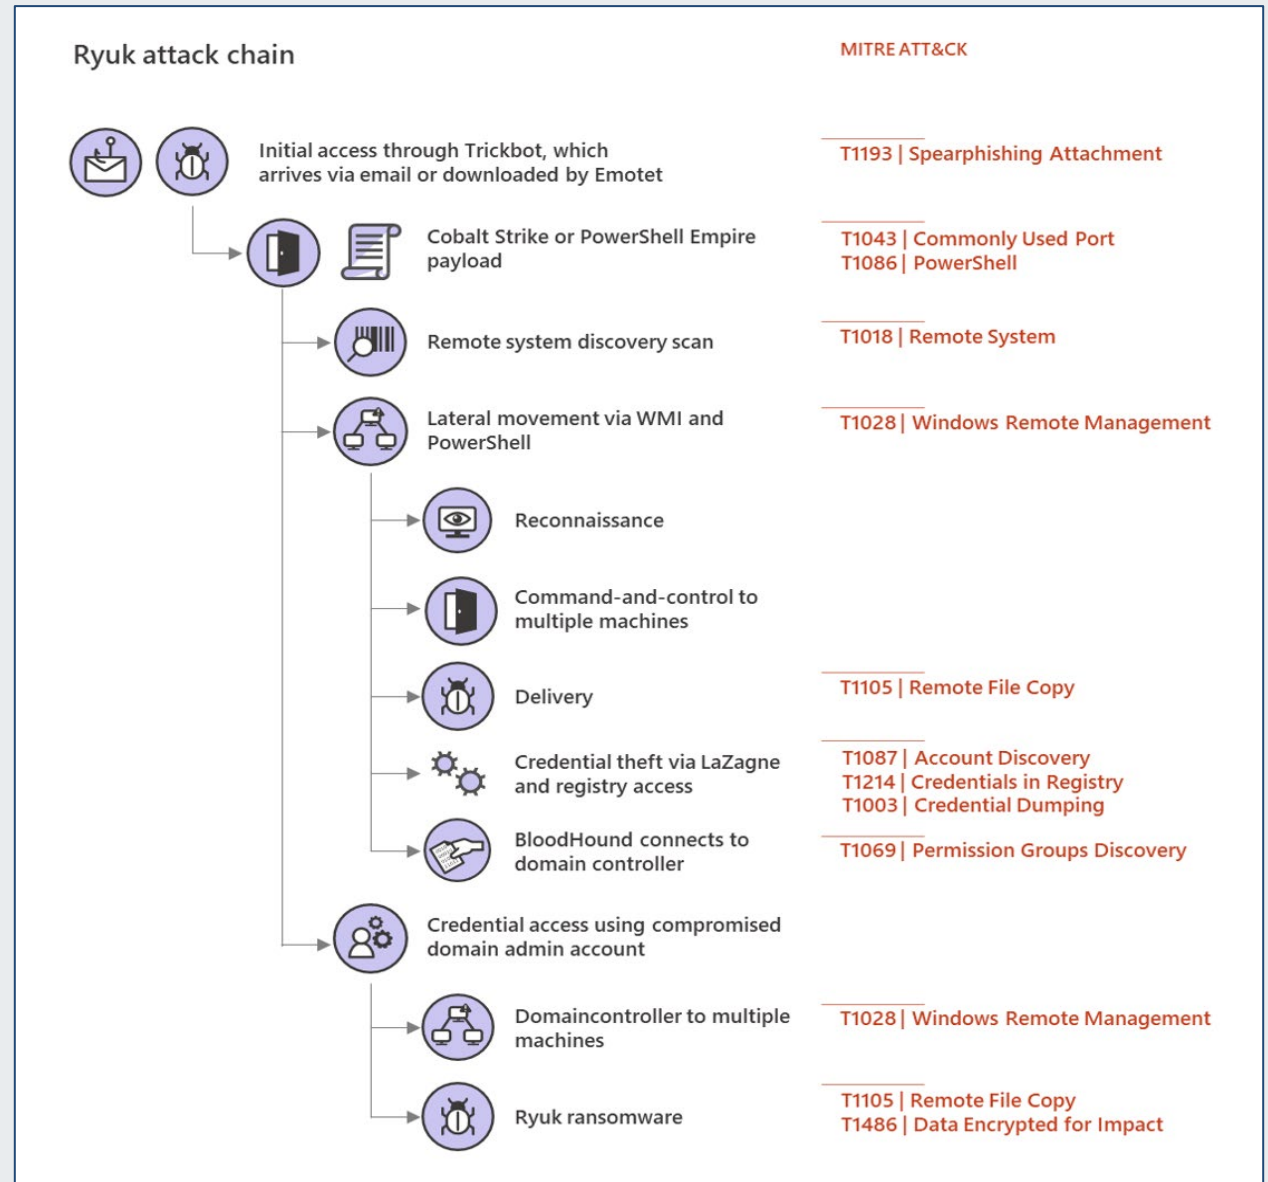 Ryuk attack chain
MITRE ATT&CK
Initial access through Trickbot, which
arrives via email or downloaded by Emotet
T1193 | Spearphishing Attachment
Cobalt Strike or PowerShell Empire
payload
T1043 | Commonly Used Port
T1086 | PowerShell
Remote system discovery scan
T1018 | Remote System
Lateral movement via WMI and
PowerShell
T1028 | Windows Remote Management
Reconnaissance
Command-and-control to
multiple machines
Delivery
T1105 | Remote File Copy
Credential theft via LaZagne
and registry access
T1087 | Account Discovery
T1214 | Credentials in Registry
T1003 | Credential Dumping
BloodHound connects to
domain controller
T1069 | Permission Groups Discovery
Credential access using compromised
domain admin account
Domaincontroller to multiple
machines
T1028 | Windows Remote Management
Ryuk ransomware
T1105 | Remote File Copy
T1486 | Data Encrypted for Impact